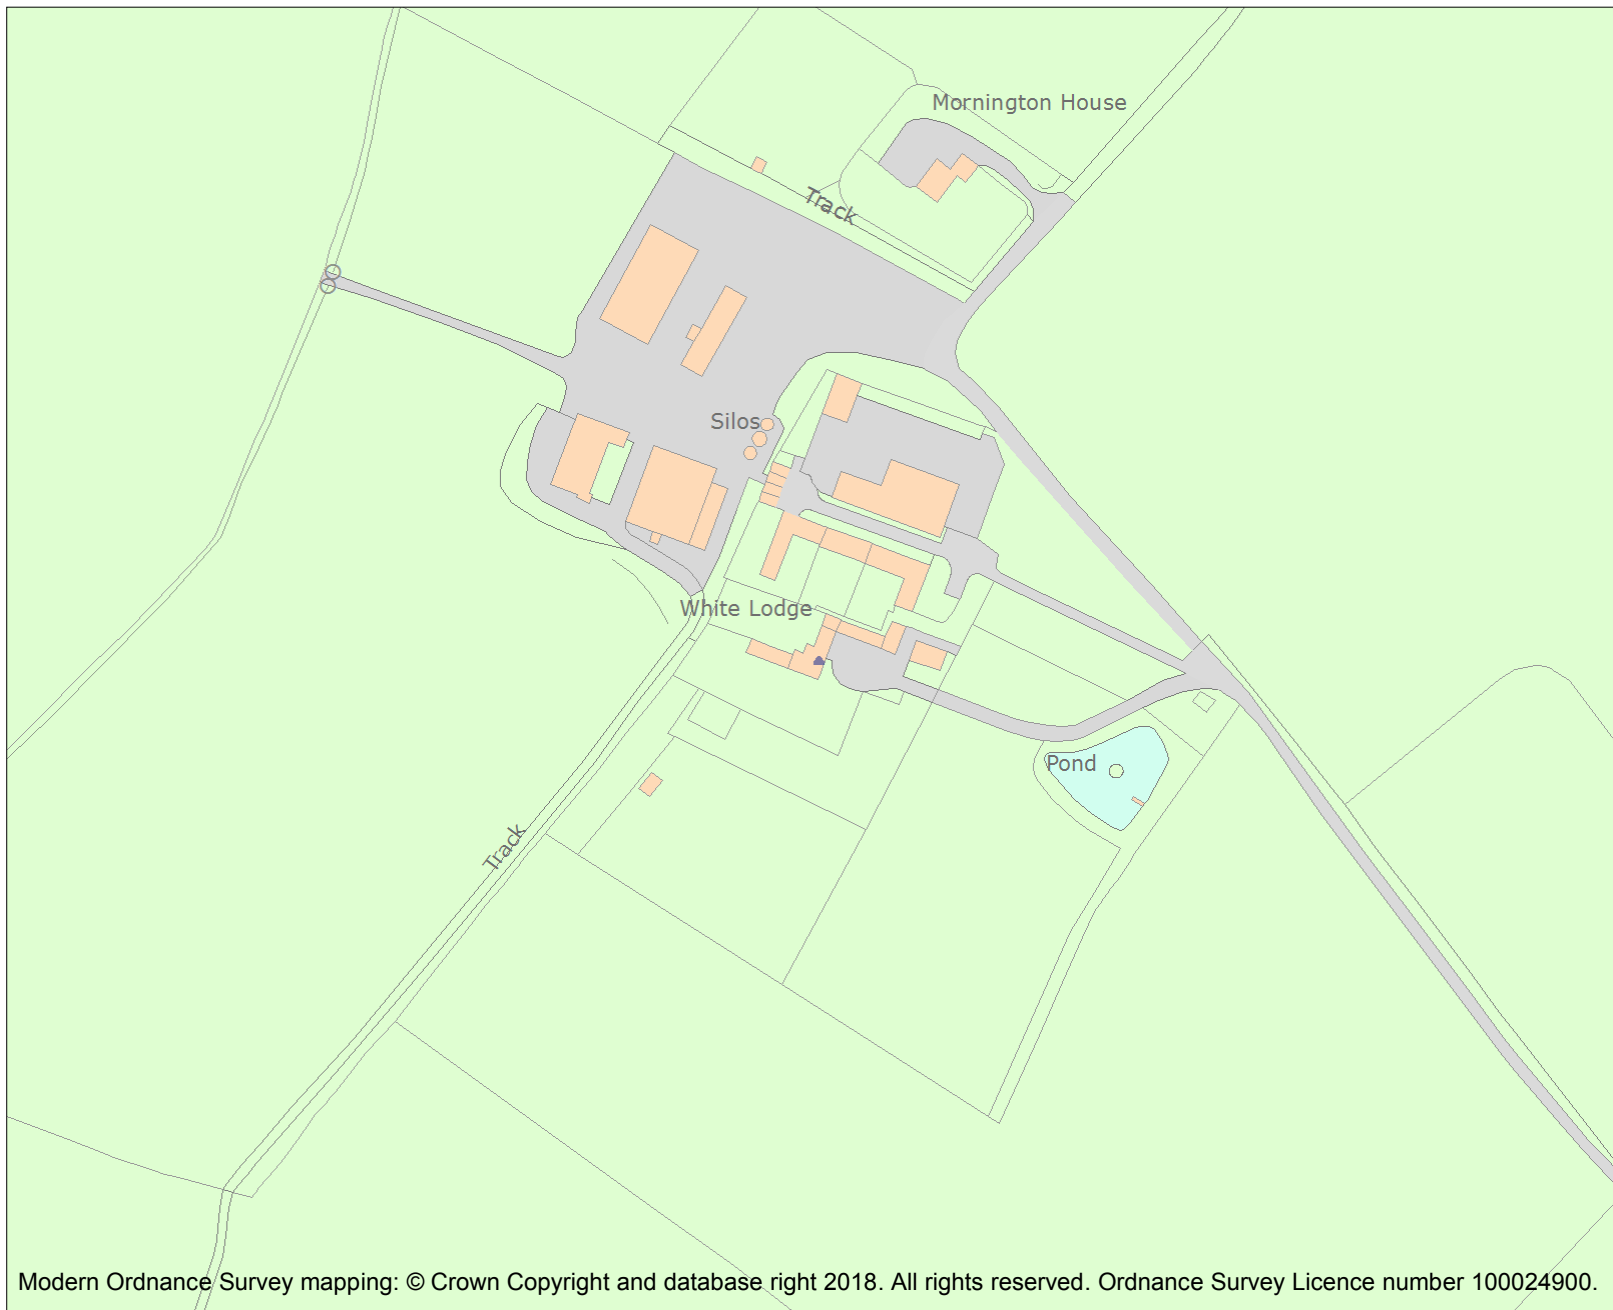 Mornington House
Track
Silos
White Lodge
Pond
Track
Modern Ordnance Survey mapping: © Crown Copyright and database right 2018. All rights reserved. Ordnance Survey Licence number 100024900.